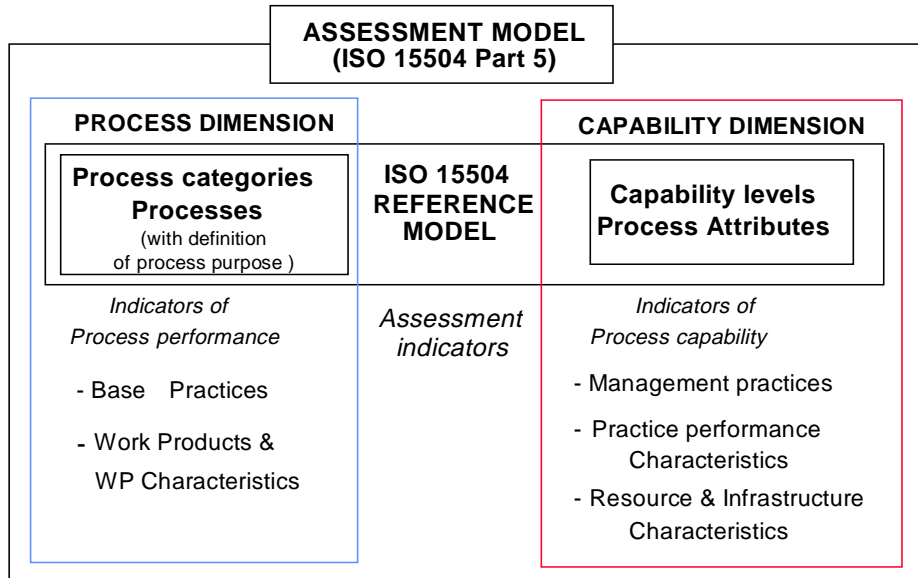 ASSESSMENT MODEL
(ISO 15504 Part 5)
PROCESS DIMENSION
Process categories
Processes
(with definition
of process purpose )
ISO 15504
REFERENCE
MODEL
CAPABILITY DIMENSION
Capability levels
Process Attributes
Indicators of
Process performance
- Base Practices
- Work Products &
WP Characteristics
Assessment
indicators
Indicators of
Process capability
- Management practices
- Practice performance
Characteristics
- Resource & Infrastructure
Characteristics